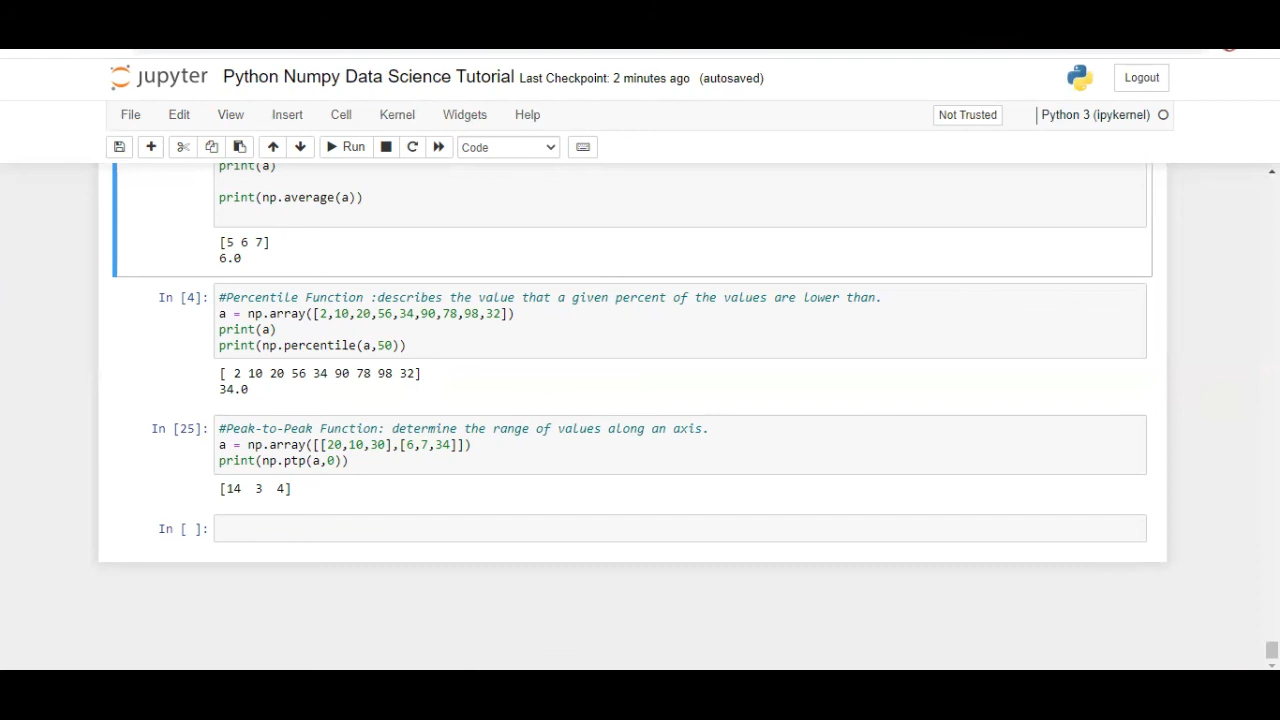 jupyter Python Numpy Data Science Tutorial Last Checkpoint: 2 minutes ago (autosaved) Logout
File Edit View Insert Cell Kernel Widgets Help Not Trusted Python 3 (ipykernel)
Run Code
print(a)
print(np.average(a))
[5 6 7]
6.0
In [4]: #Percentile Function :describes the value that a given percent of the values are lower than.
a = np.array([2,10,20,56,34,90,78,98,32])
print(a)
print(np.percentile(a,50))
[ 2 10 20 56 34 90 78 98 32]
34.0
In [25]: #Peak-to-Peak Function: determine the range of values along an axis.
a = np.array([[20,10,30],[6,7,34]])
print(np.ptp(a,0))
[14  3  4]
In [ ]: